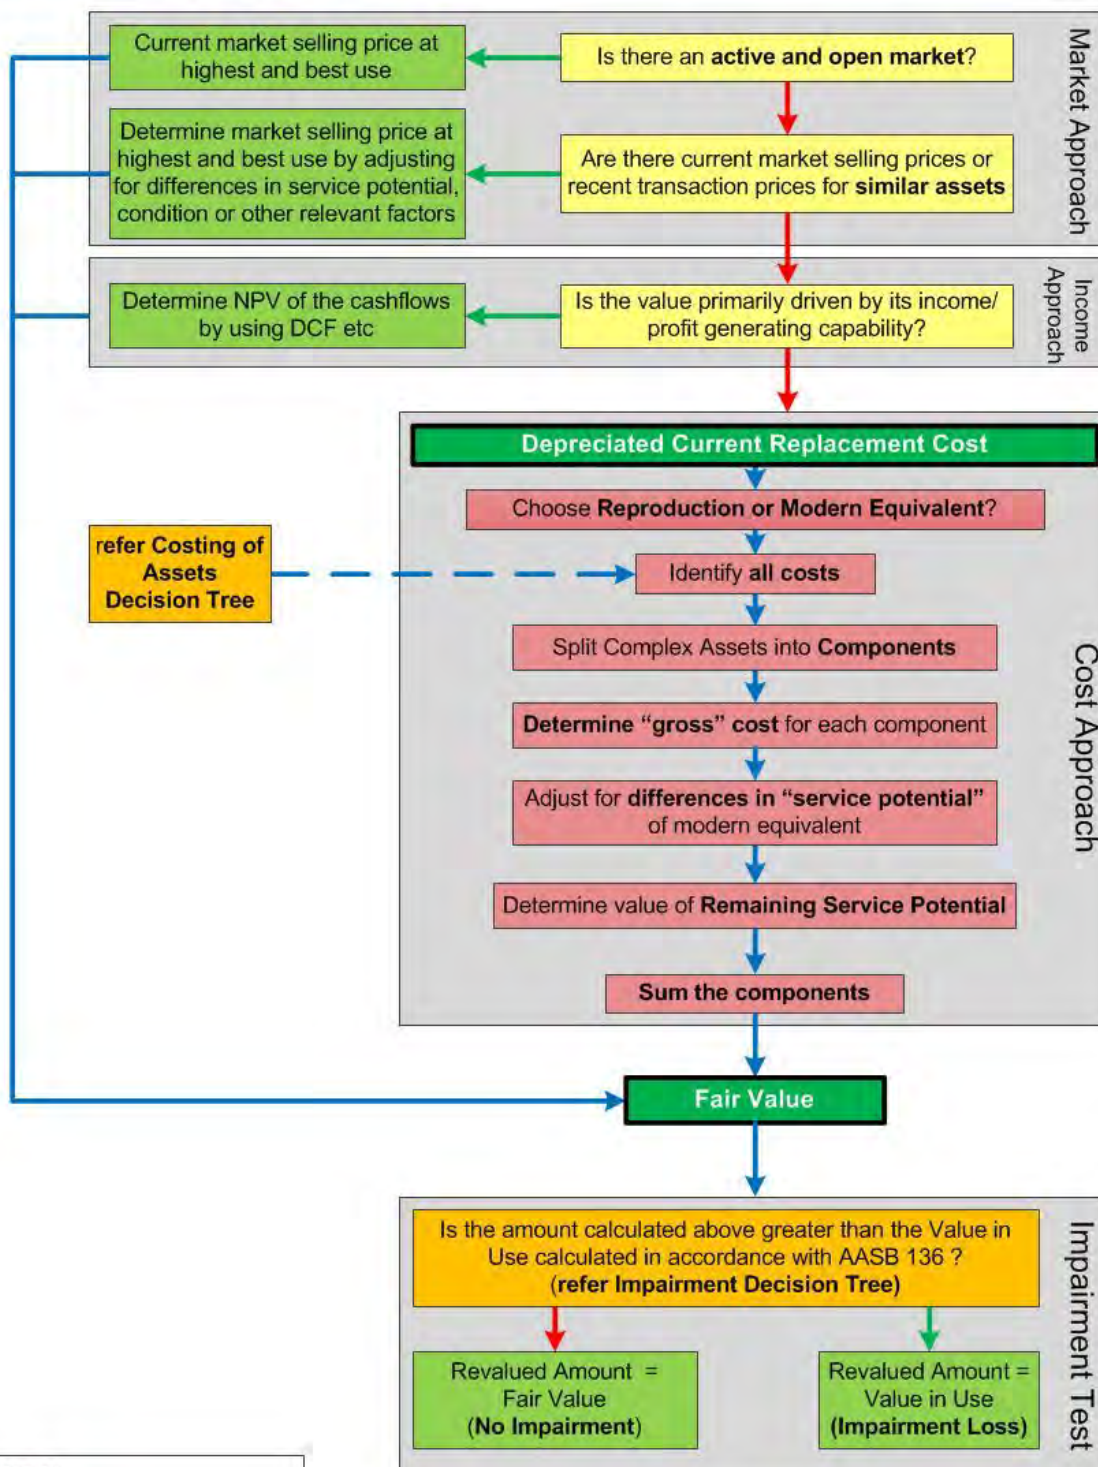 Current market selling price at
highest and best use
Is there an active and open market?
Determine market selling price at
highest and best use by adjusting
for differences in service potential,
condition or other relevant factors
Are there current market selling prices or
recent transaction prices for similar assets
Market Approach
Determine NPV of the cashflows
by using DCF etc
Is the value primarily driven by its income/
profit generating capability?
Income
Approach
Depreciated Current Replacement Cost
Choose Reproduction or Modern Equivalent?
refer Costing of
Assets
Decision Tree
Identify all costs
Split Complex Assets into Components
Determine “gross” cost for each component
Adjust for differences in “service potential”
of modern equivalent
Determine value of Remaining Service Potential
Sum the components
Cost Approach
Fair Value
Is the amount calculated above greater than the Value in
Use calculated in accordance with AASB 136 ?
(refer Impairment Decision Tree)
Revalued Amount =
Fair Value
(No Impairment)
Revalued Amount =
Value in Use
(Impairment Loss)
Impairment Test